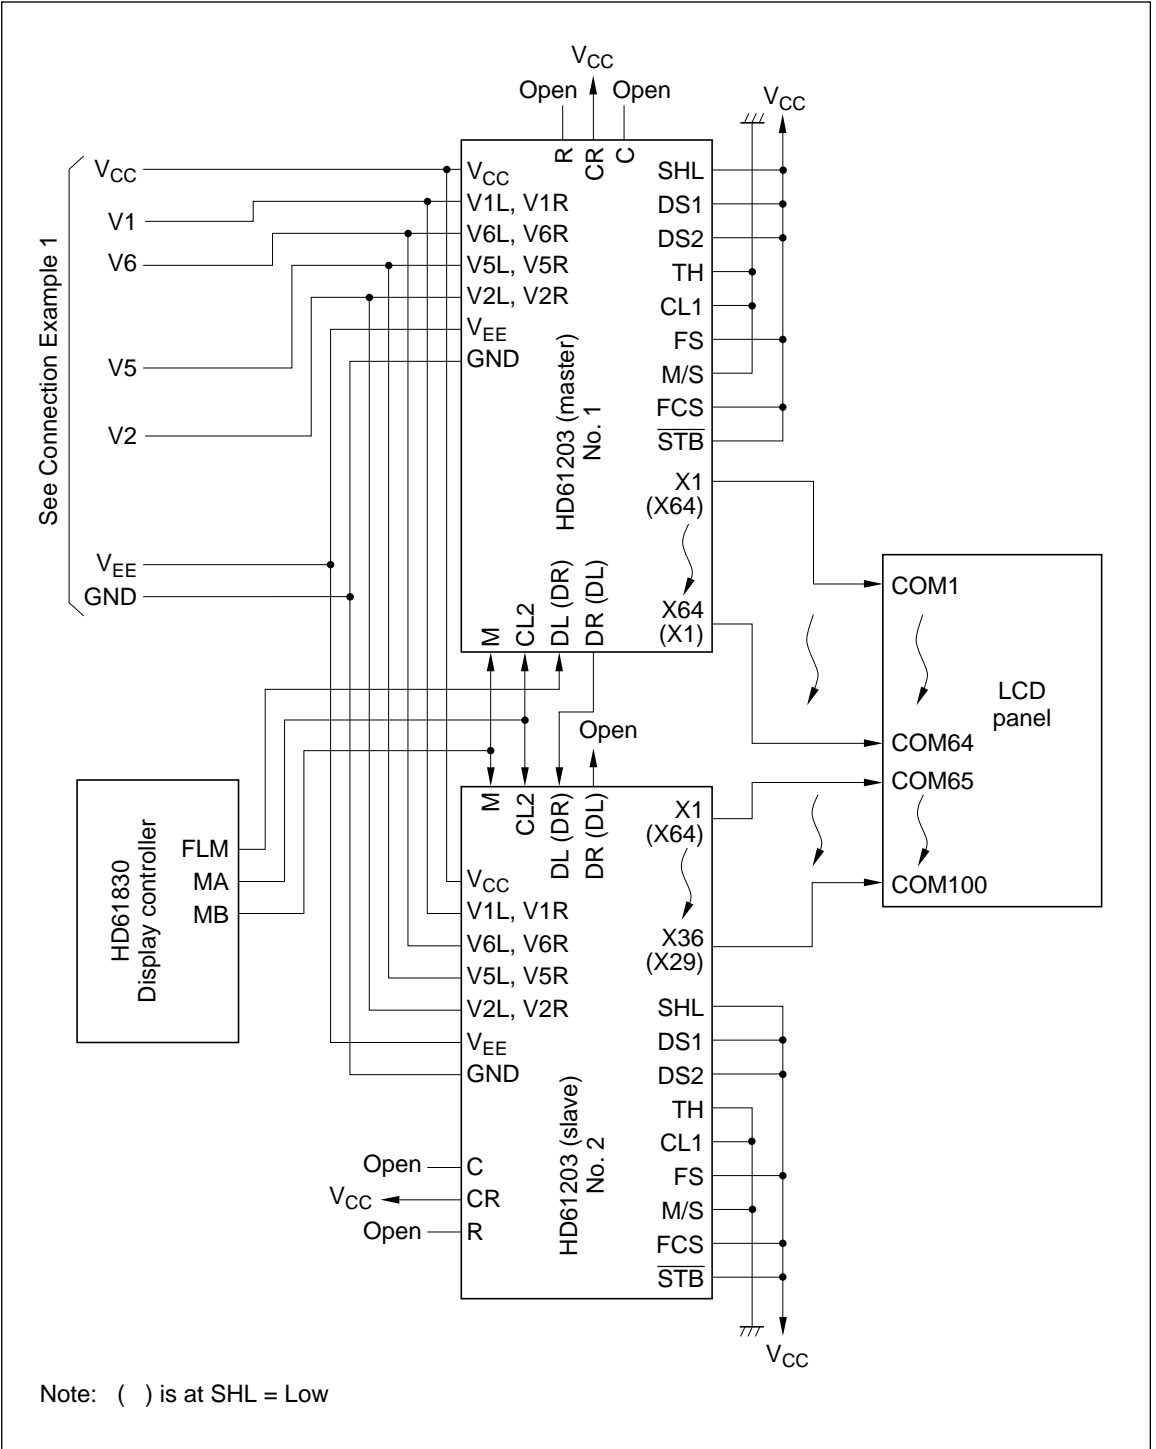 V_CC
Open
Open
V_CC
R
CR
C
See Connection Example 1
V_CC
V1
V6
V5
V2
V_EE
GND
V_CC
V1L, V1R
V6L, V6R
V5L, V5R
V2L, V2R
V_EE
GND
HD61203 (master)
No. 1
SHL
DS1
DS2
TH
CL1
FS
M/S
FCS
S̅T̅B̅
X1
(X64)
X64
(X1)
M
CL2
DL (DR)
DR (DL)
COM1
COM64
COM65
COM100
LCD
panel
Open
HD61830
Display controller
FLM
MA
MB
M
CL2
DL (DR)
DR (DL)
X1
(X64)
X36
(X29)
V_CC
V1L, V1R
V6L, V6R
V5L, V5R
V2L, V2R
V_EE
GND
HD61203 (slave)
No. 2
SHL
DS1
DS2
TH
CL1
FS
M/S
FCS
S̅T̅B̅
Open
C
V_CC
CR
Open
R
V_CC
Note: ( ) is at SHL = Low